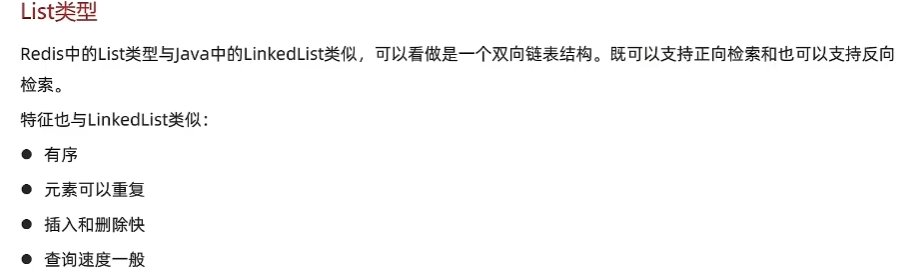 List类型
Redis中的List类型与Java中的LinkedList类似，可以看做是一个双向链表结构。既可以支持正向检索和也可以支持反向
检索。
特征也与LinkedList类似：
● 有序
● 元素可以重复
● 插入和删除快
● 查询速度一般